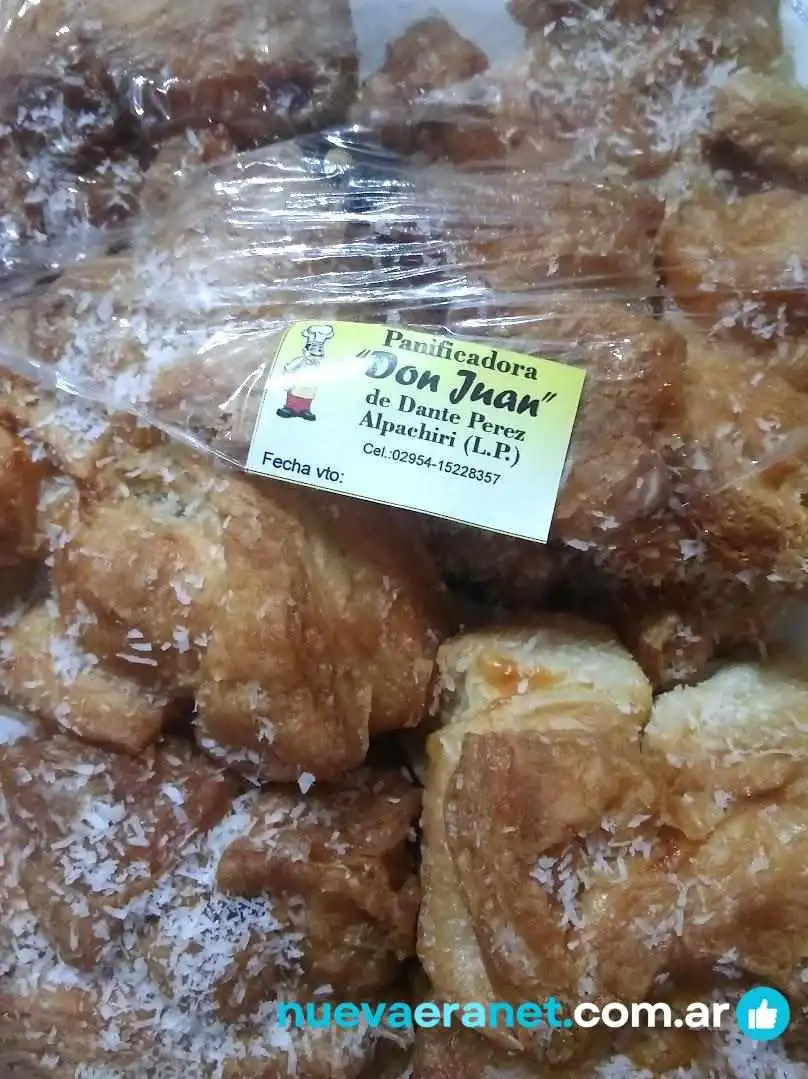 Panificadora
"Don Juan"
de Dante Perez
Alpachiri (L.P.)
Cel.:02954-15228357
Fecha vto:
nuevaeranet.com.ar